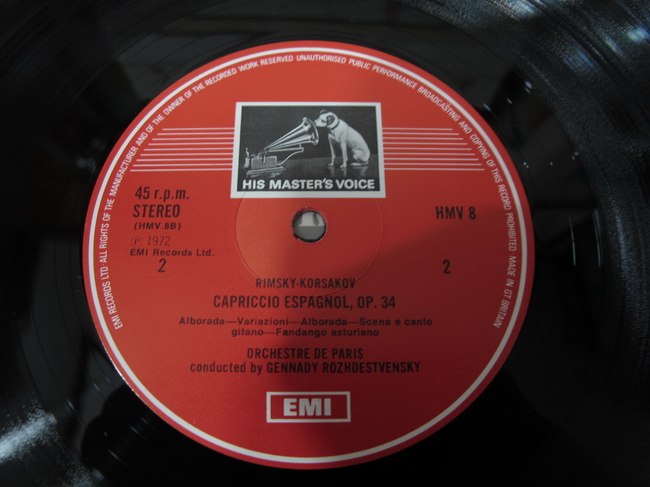 EMI RECORDS LTD ALL RIGHTS OF THE MANUFACTURER AND OF THE OWNER OF THE RECORDED WORK RESERVED UNAUTHORISED PUBLIC PERFORMANCE BROADCASTING AND COPYING OF THIS RECORD PROHIBITED MADE IN GT BRITAIN
HIS MASTER'S VOICE
45 r.p.m.
STEREO
HMV 8
(HMV.8B)
℗ 1972
EMI Records Ltd.
2
2
RIMSKY-KORSAKOV
CAPRICCIO ESPAGNOL, OP. 34
Alborada—Variazioni—Alborada—Scena e canto
gitano—Fandango asturiano
ORCHESTRE DE PARIS
conducted by GENNADY ROZHDESTVENSKY
EMI